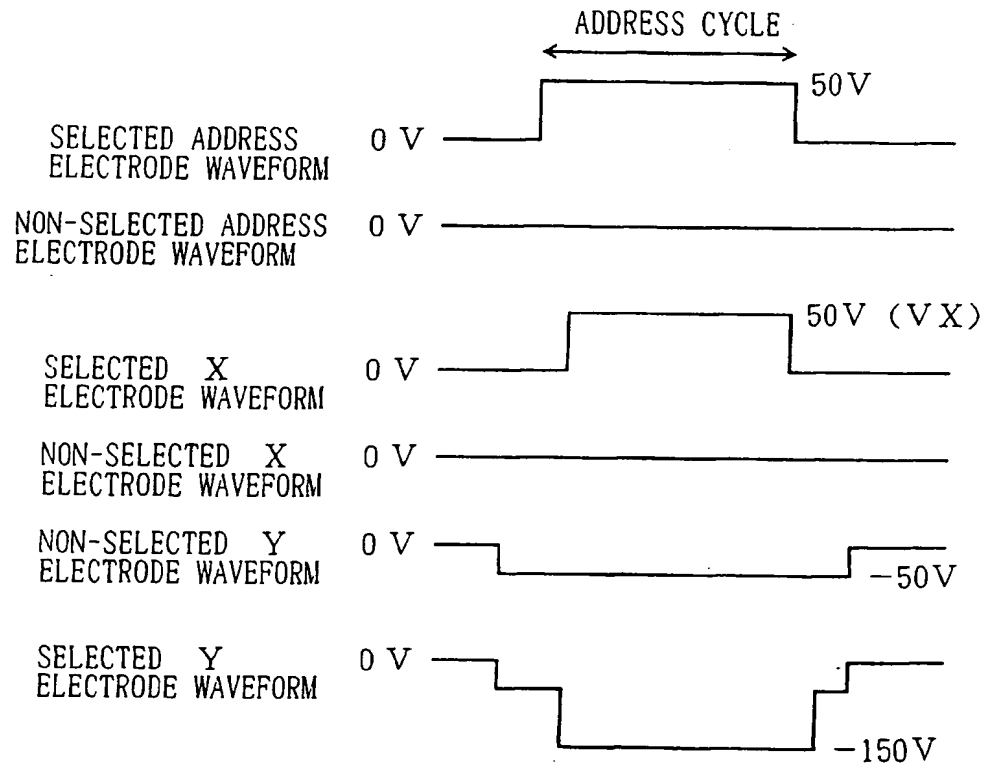 ADDRESS CYCLE
50V
SELECTED ADDRESS 0 V
ELECTRODE WAVEFORM
NON-SELECTED ADDRESS 0 V
ELECTRODE WAVEFORM
50V (VX)
SELECTED X 0 V
ELECTRODE WAVEFORM
NON-SELECTED X 0 V
ELECTRODE WAVEFORM
NON-SELECTED Y 0 V
ELECTRODE WAVEFORM -50V
SELECTED Y 0 V
ELECTRODE WAVEFORM
-150V